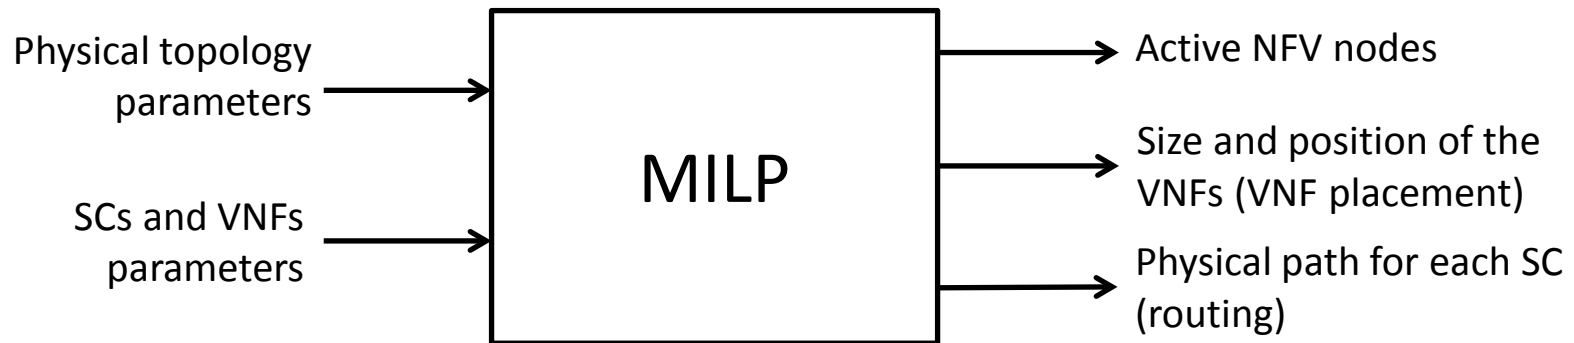 Physical topology
parameters
SCs and VNFs
parameters
MILP
Active NFV nodes
Size and position of the
VNFs (VNF placement)
Physical path for each SC
(routing)